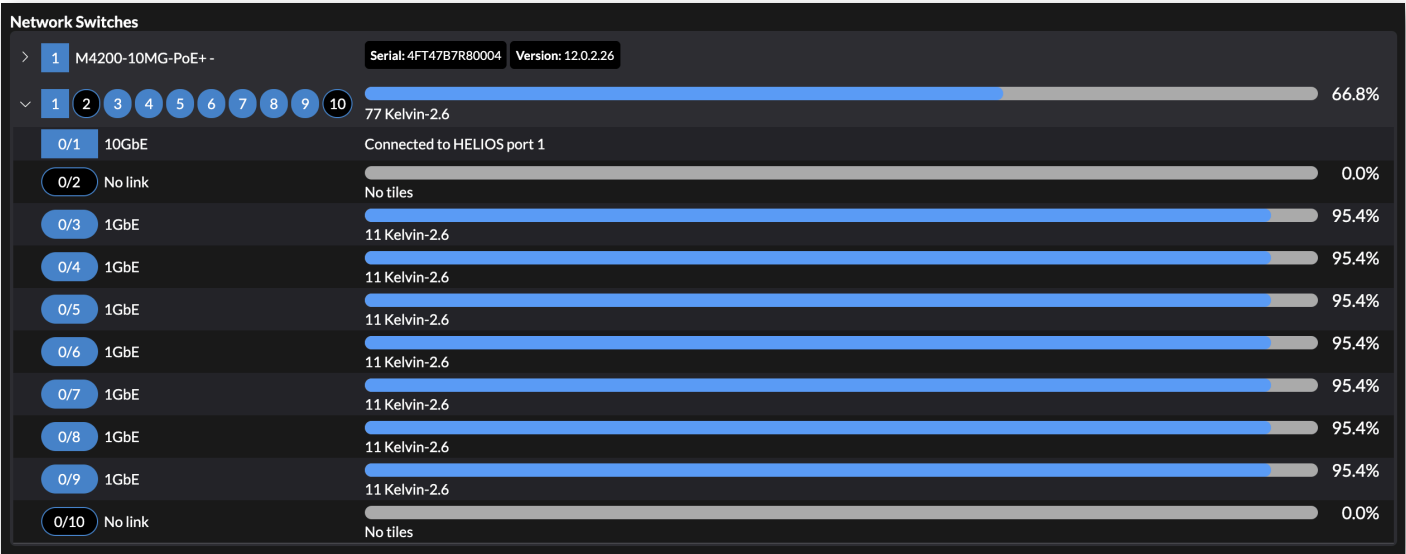 Network Switches
1 M4200-10MG-PoE+ - Serial: 4FT47B7R80004 Version: 12.0.2.26
1 2 3 4 5 6 7 8 9 10 66.8%
77 Kelvin-2.6
0/1 10GbE Connected to HELIOS port 1
0/2 No link 0.0%
No tiles
0/3 1GbE 95.4%
11 Kelvin-2.6
0/4 1GbE 95.4%
11 Kelvin-2.6
0/5 1GbE 95.4%
11 Kelvin-2.6
0/6 1GbE 95.4%
11 Kelvin-2.6
0/7 1GbE 95.4%
11 Kelvin-2.6
0/8 1GbE 95.4%
11 Kelvin-2.6
0/9 1GbE 95.4%
11 Kelvin-2.6
0/10 No link 0.0%
No tiles